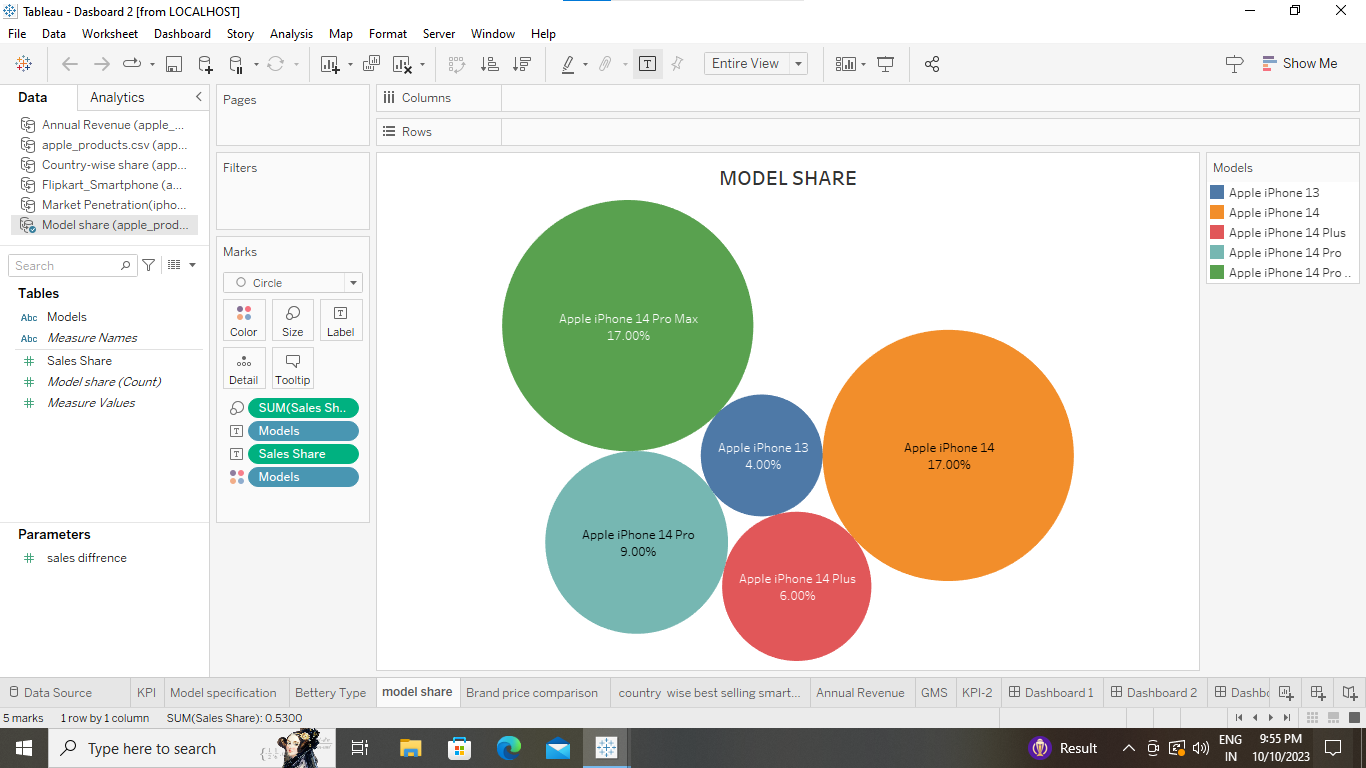 Tableau - Dasboard 2 [from LOCALHOST]
File Data Worksheet Dashboard Story Analysis Map Format Server Window Help
Entire View
Show Me
Data Analytics
Annual Revenue (apple_...
apple_products.csv (app...
Country-wise share (app...
Flipkart_Smartphone (a...
Market Penetration(ipho...
Model share (apple_prod...
Search
Tables
Abc Models
Abc Measure Names
Sales Share
Model share (Count)
Measure Values
Parameters
sales diffrence
Pages
Filters
Marks
Circle
Color Size Label
Detail Tooltip
SUM(Sales Sh..
Models
Sales Share
Models
Columns
Rows
MODEL SHARE
Apple iPhone 14 Pro Max
17.00%
Apple iPhone 13
4.00%
Apple iPhone 14
17.00%
Apple iPhone 14 Pro
9.00%
Apple iPhone 14 Plus
6.00%
Models
Apple iPhone 13
Apple iPhone 14
Apple iPhone 14 Plus
Apple iPhone 14 Pro
Apple iPhone 14 Pro ..
Data Source KPI Model specification Bettery Type model share Brand price comparison country wise best selling smart... Annual Revenue GMS KPI-2 Dashboard 1 Dashboard 2 Dashbo
5 marks 1 row by 1 column SUM(Sales Share): 0.5300
Type here to search
Result
ENG
IN
9:55 PM
10/10/2023